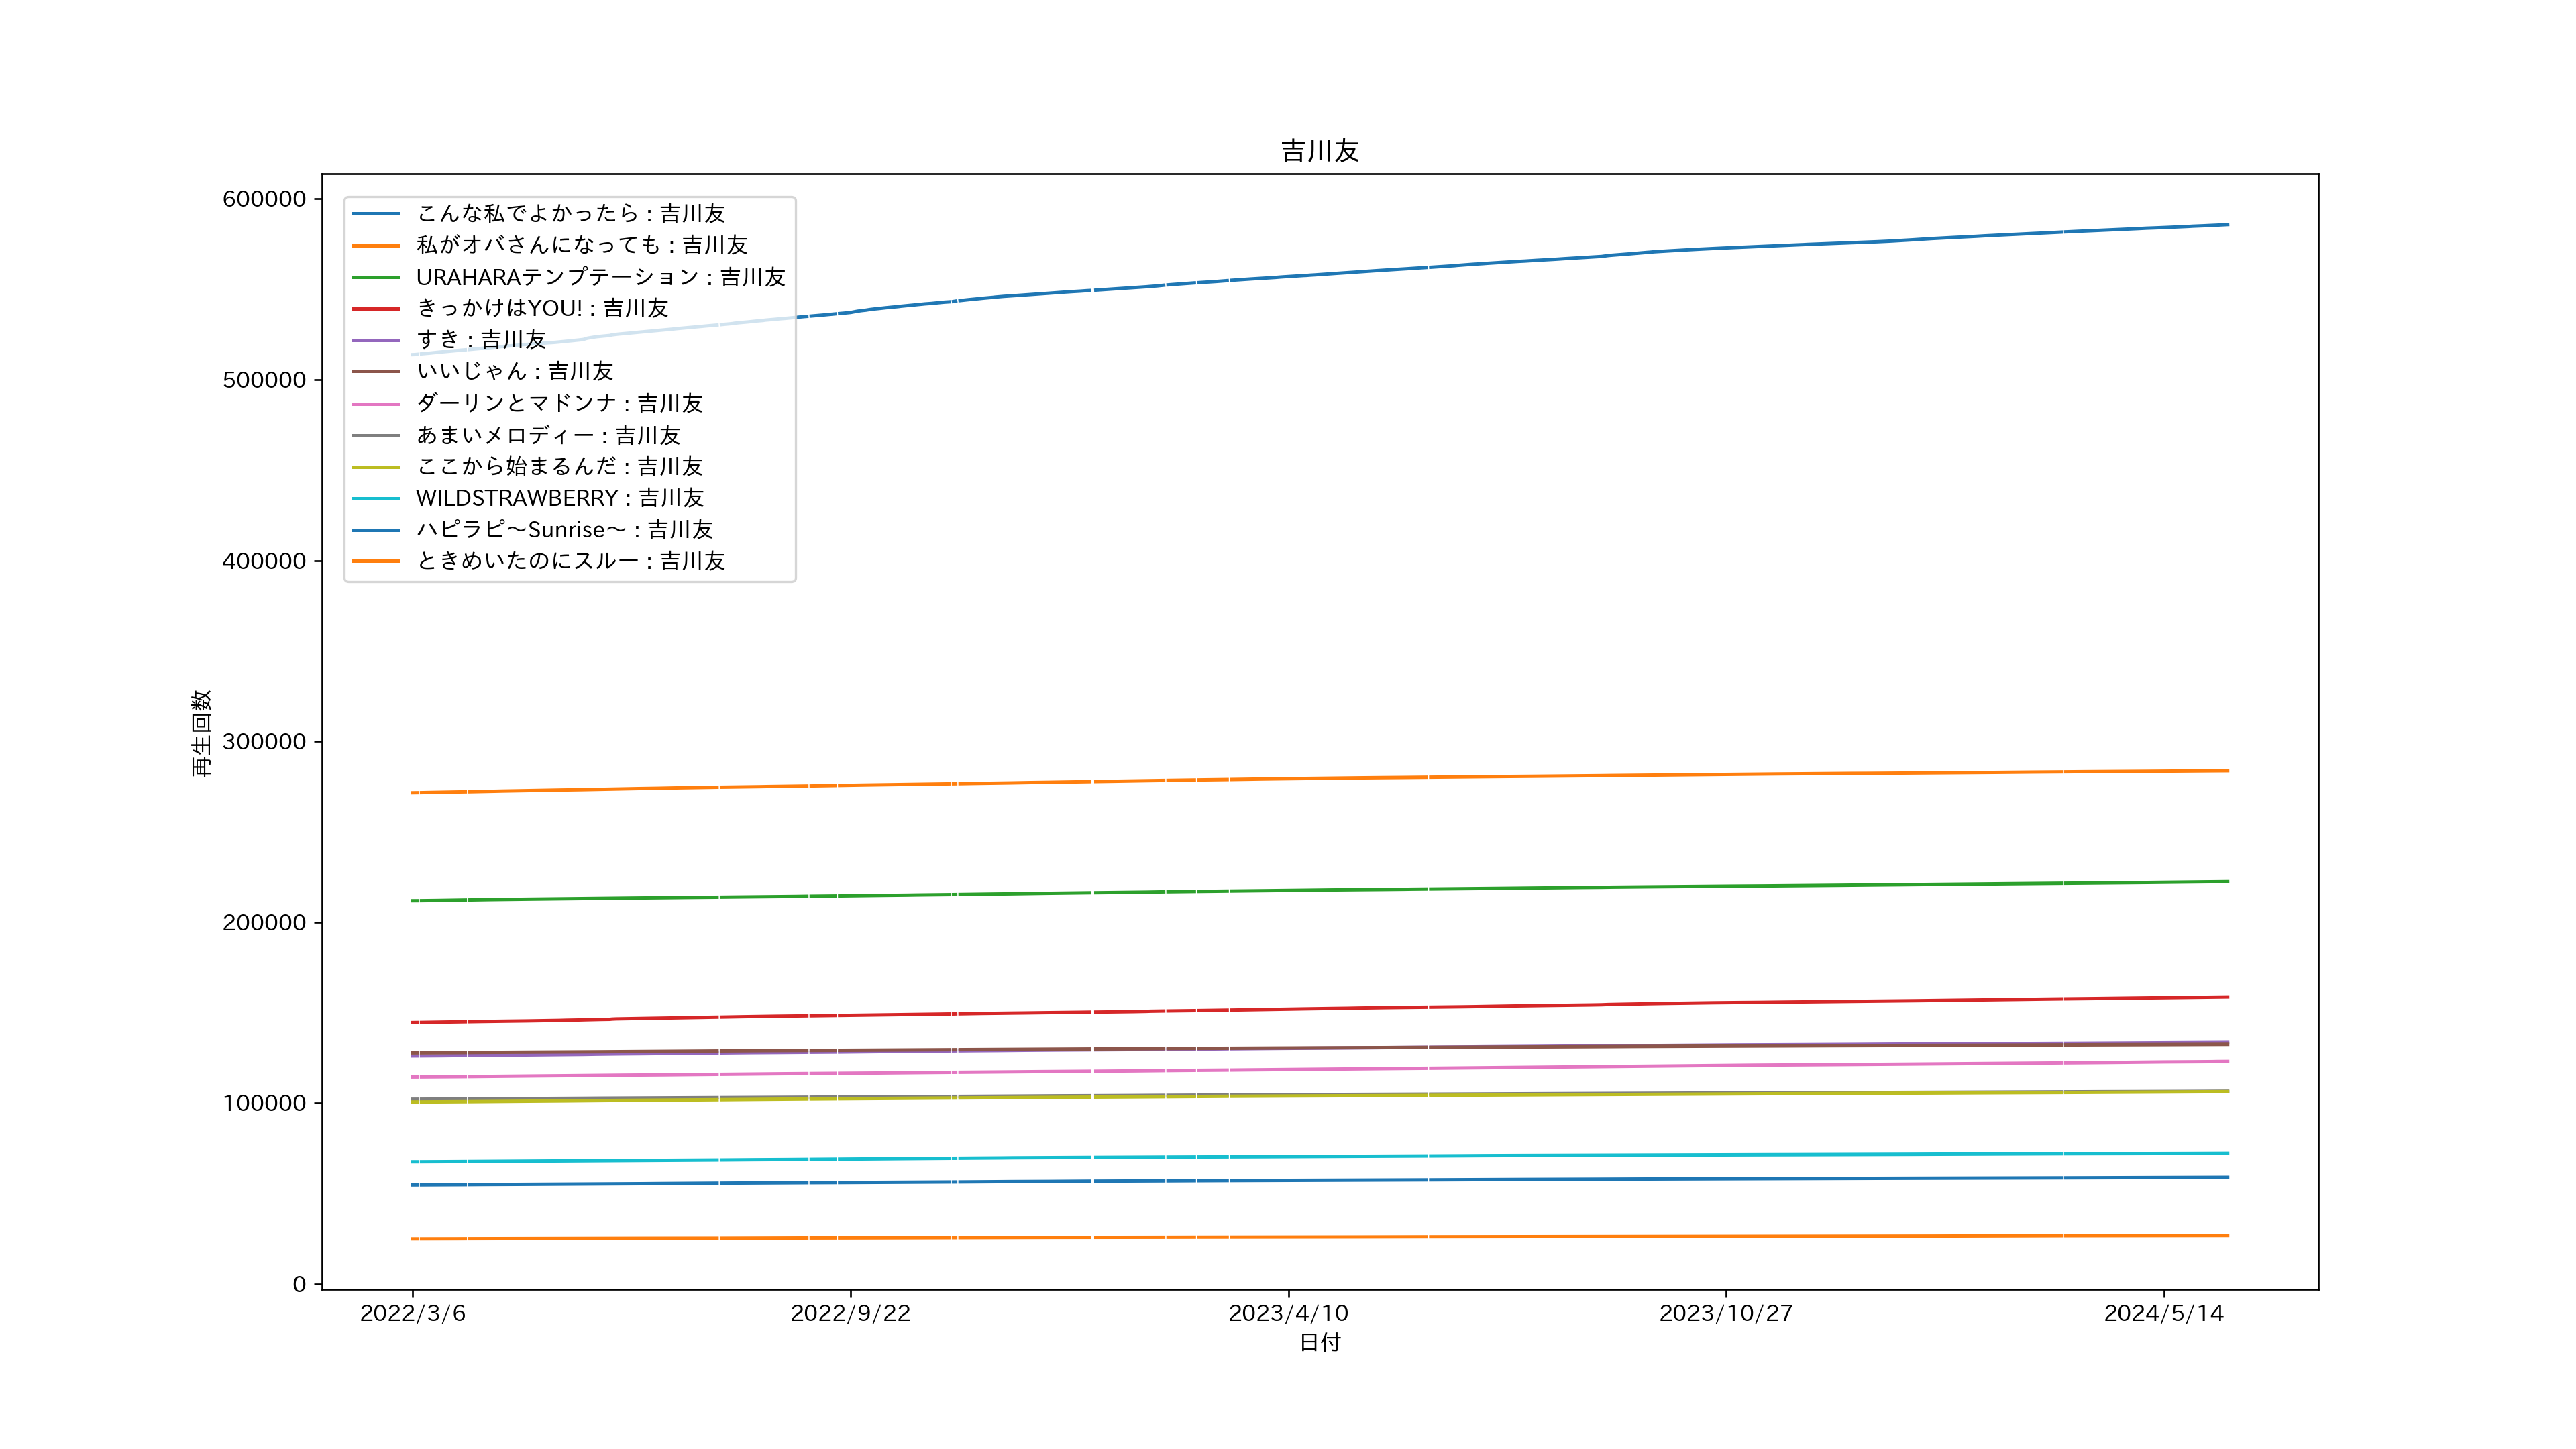 吉川友
600000
500000
400000
300000
200000
100000
0
再生回数
こんな私でよかったら : 吉川友
私がオバさんになっても : 吉川友
URAHARAテンプテーション : 吉川友
きっかけはYOU! : 吉川友
すき : 吉川友
いいじゃん : 吉川友
ダーリンとマドンナ : 吉川友
あまいメロディー : 吉川友
ここから始まるんだ : 吉川友
WILDSTRAWBERRY : 吉川友
ハピラピ〜Sunrise〜 : 吉川友
ときめいたのにスルー : 吉川友
2022/3/6 2022/9/22 2023/4/10 2023/10/27 2024/5/14
日付